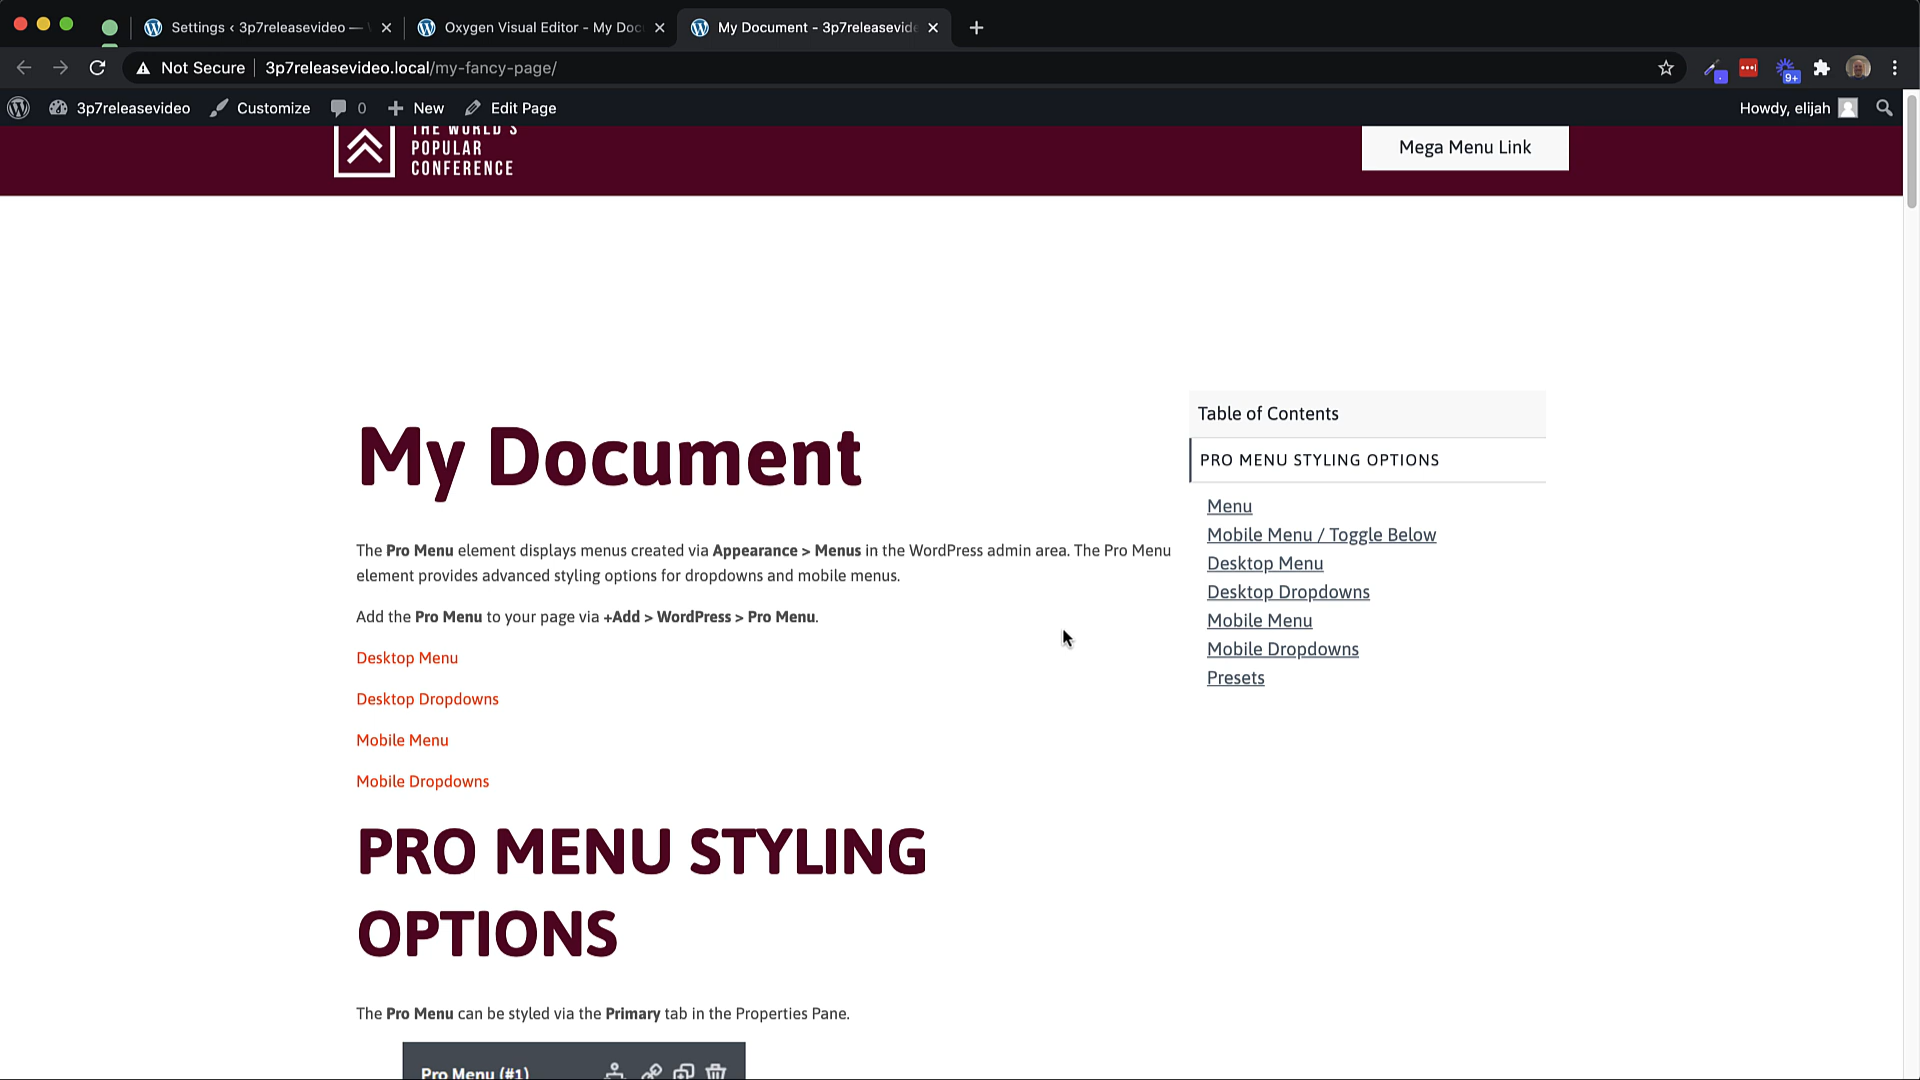 Settings ‹ 3p7releasevideo —
Oxygen Visual Editor - My Doc
My Document - 3p7releasevide
Not Secure
3p7releasevideo.local/my-fancy-page/
9+
3p7releasevideo
Customize
0
New
Edit Page
Howdy, elijah
THE WORLD'S
POPULAR
CONFERENCE
Mega Menu Link
My Document
The Pro Menu element displays menus created via Appearance > Menus in the WordPress admin area. The Pro Menu
element provides advanced styling options for dropdowns and mobile menus.
Add the Pro Menu to your page via +Add > WordPress > Pro Menu.
Desktop Menu
Desktop Dropdowns
Mobile Menu
Mobile Dropdowns
PRO MENU STYLING
OPTIONS
The Pro Menu can be styled via the Primary tab in the Properties Pane.
Pro Menu (#1)
Table of Contents
PRO MENU STYLING OPTIONS
Menu
Mobile Menu / Toggle Below
Desktop Menu
Desktop Dropdowns
Mobile Menu
Mobile Dropdowns
Presets